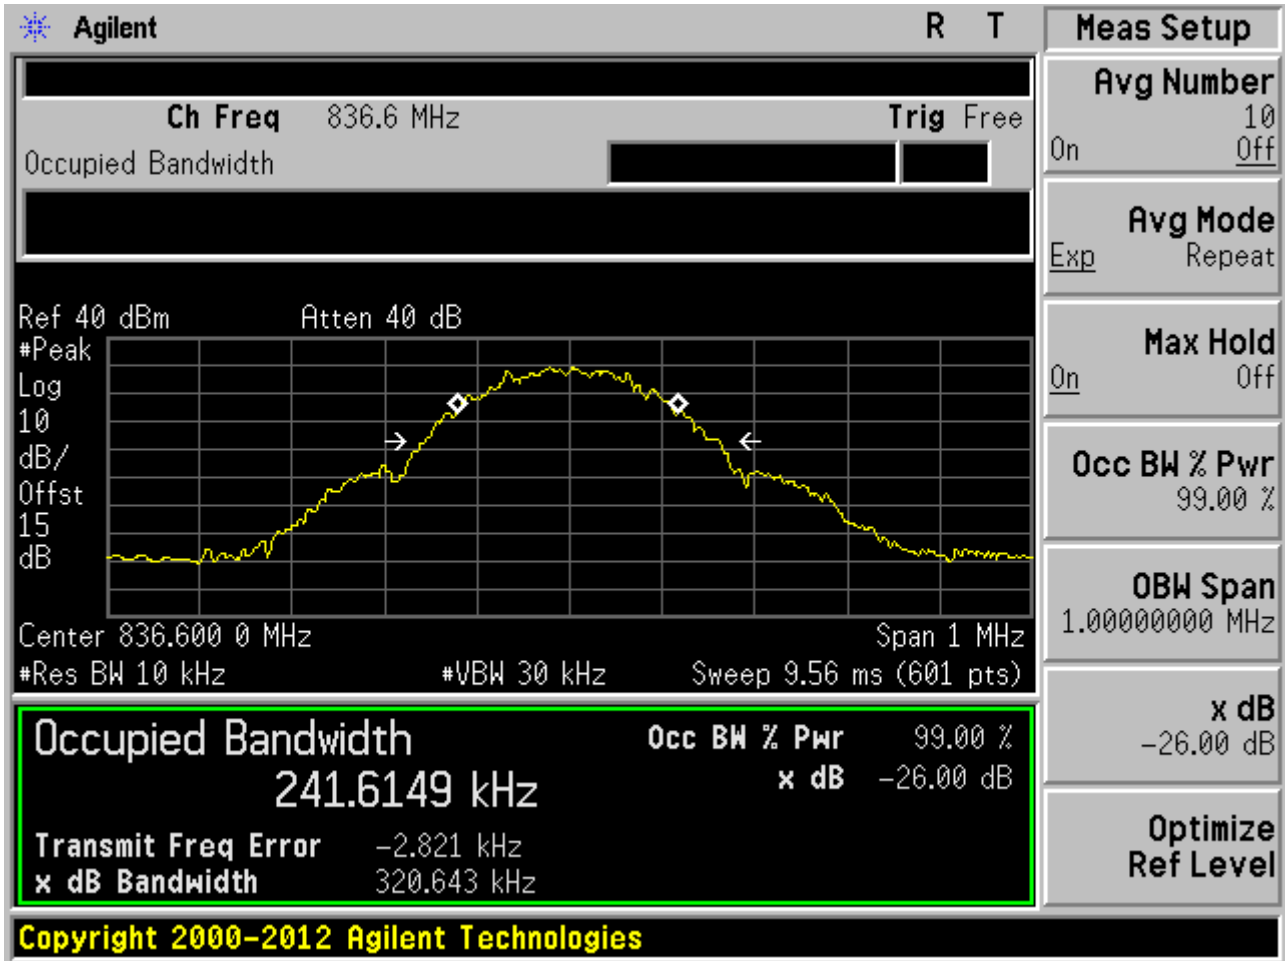 Agilent R T
Ch Freq 836.6 MHz Trig Free
Occupied Bandwidth
Ref 40 dBm Atten 40 dB
#Peak
Log
10
dB/
Offst
15
dB
Center 836.600 0 MHz Span 1 MHz
#Res BW 10 kHz #VBW 30 kHz Sweep 9.56 ms (601 pts)
Occupied Bandwidth Occ BW % Pwr 99.00 %
241.6149 kHz x dB -26.00 dB
Transmit Freq Error -2.821 kHz
x dB Bandwidth 320.643 kHz
Copyright 2000-2012 Agilent Technologies
Meas Setup
Avg Number
10
On Off
Avg Mode
Exp Repeat
Max Hold
On Off
Occ BW % Pwr
99.00 %
OBW Span
1.00000000 MHz
x dB
-26.00 dB
Optimize
Ref Level